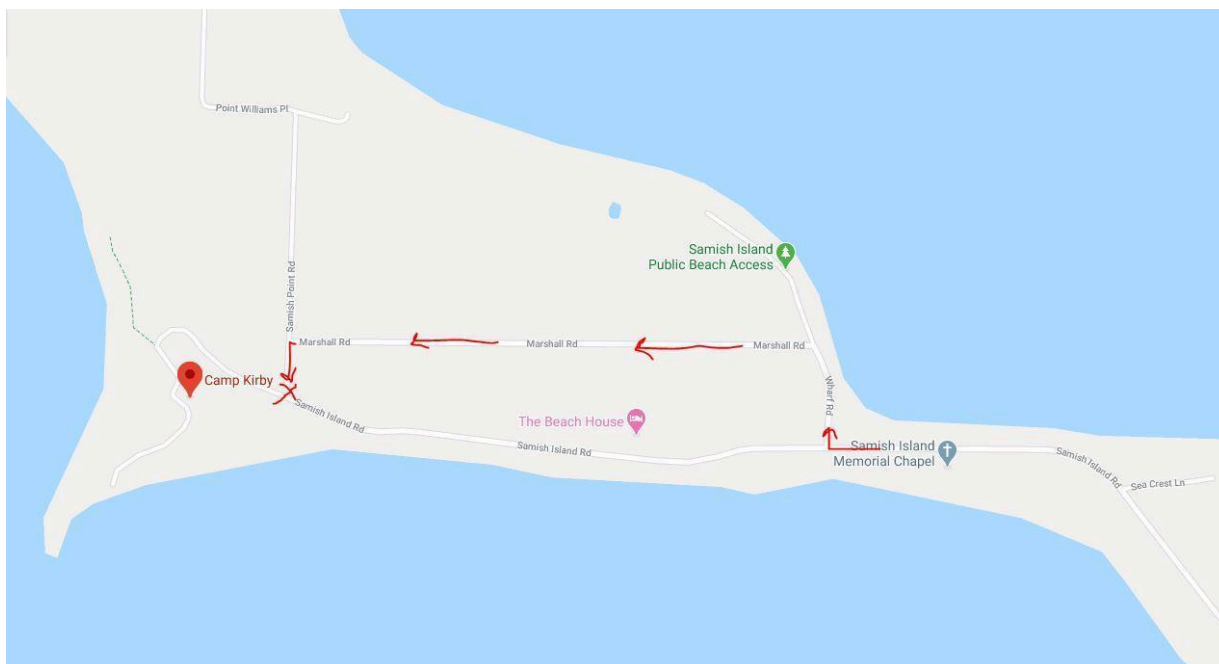 Point Williams Pl
Samish Island
Public Beach Access
Samish Point Rd
Marshall Rd
Marshall Rd
Marshall Rd
Camp Kirby
Wharf Rd
Samish Island Rd
The Beach House
Samish Island Rd
Samish Island
Memorial Chapel
Samish Island Rd
Sea Crest Ln